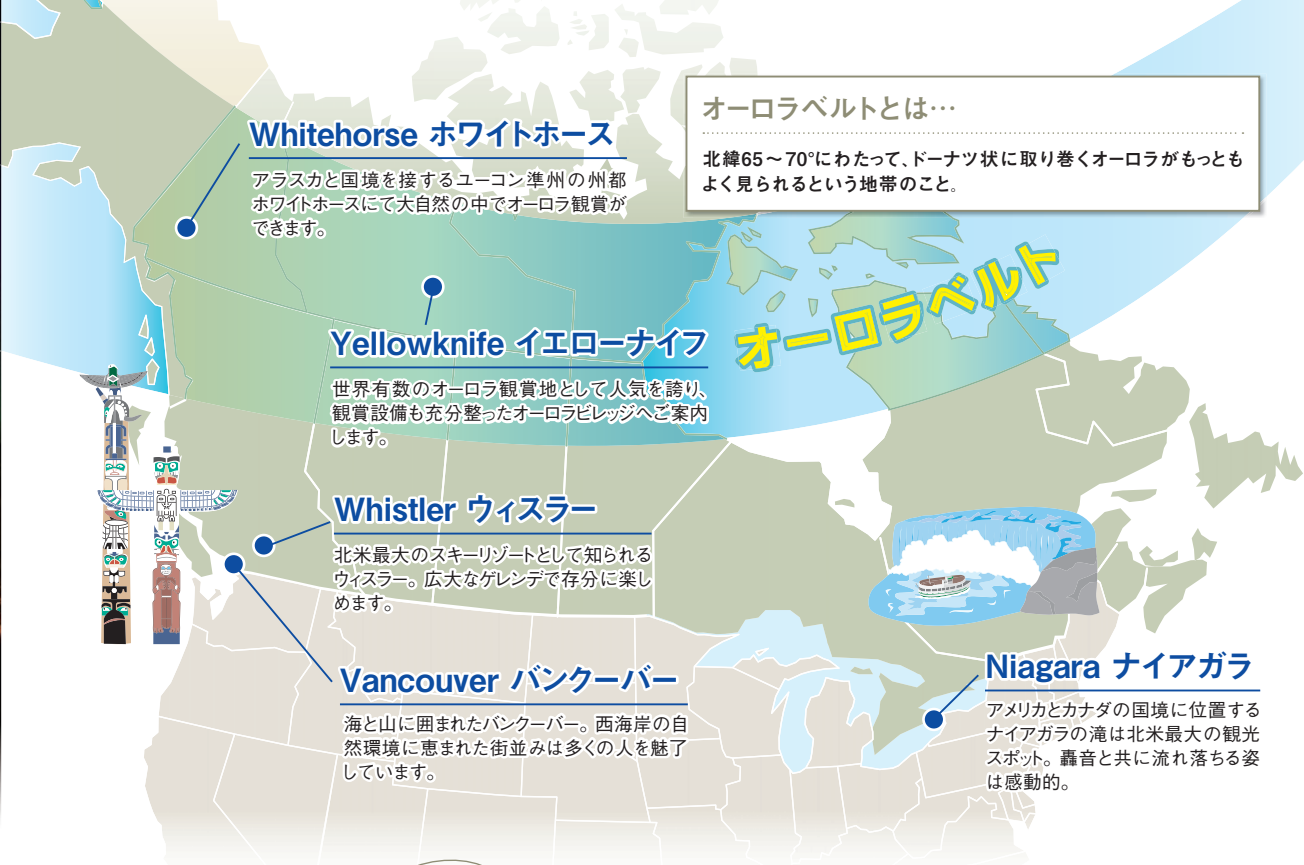 オーロラベルトとは…
北緯65～70°にわたって、ドーナツ状に取り巻くオーロラがもっとも
よく見られるという地帯のこと。
Whitehorse ホワイトホース
アラスカと国境を接するユーコン準州の州都
ホワイトホースにて大自然の中でオーロラ観賞が
できます。
オーロラベルト
Yellowknife イエローナイフ
世界有数のオーロラ観賞地として人気を誇り、
観賞設備も充分整ったオーロラビレッジへご案内
します。
Whistler ウィスラー
北米最大のスキーリゾートとして知られる
ウィスラー。広大なゲレンデで存分に楽し
めます。
Vancouver バンクーバー
海と山に囲まれたバンクーバー。西海岸の自
然環境に恵まれた街並みは多くの人を魅了
しています。
Niagara ナイアガラ
アメリカとカナダの国境に位置する
ナイアガラの滝は北米最大の観光
スポット。轟音と共に流れ落ちる姿
は感動的。